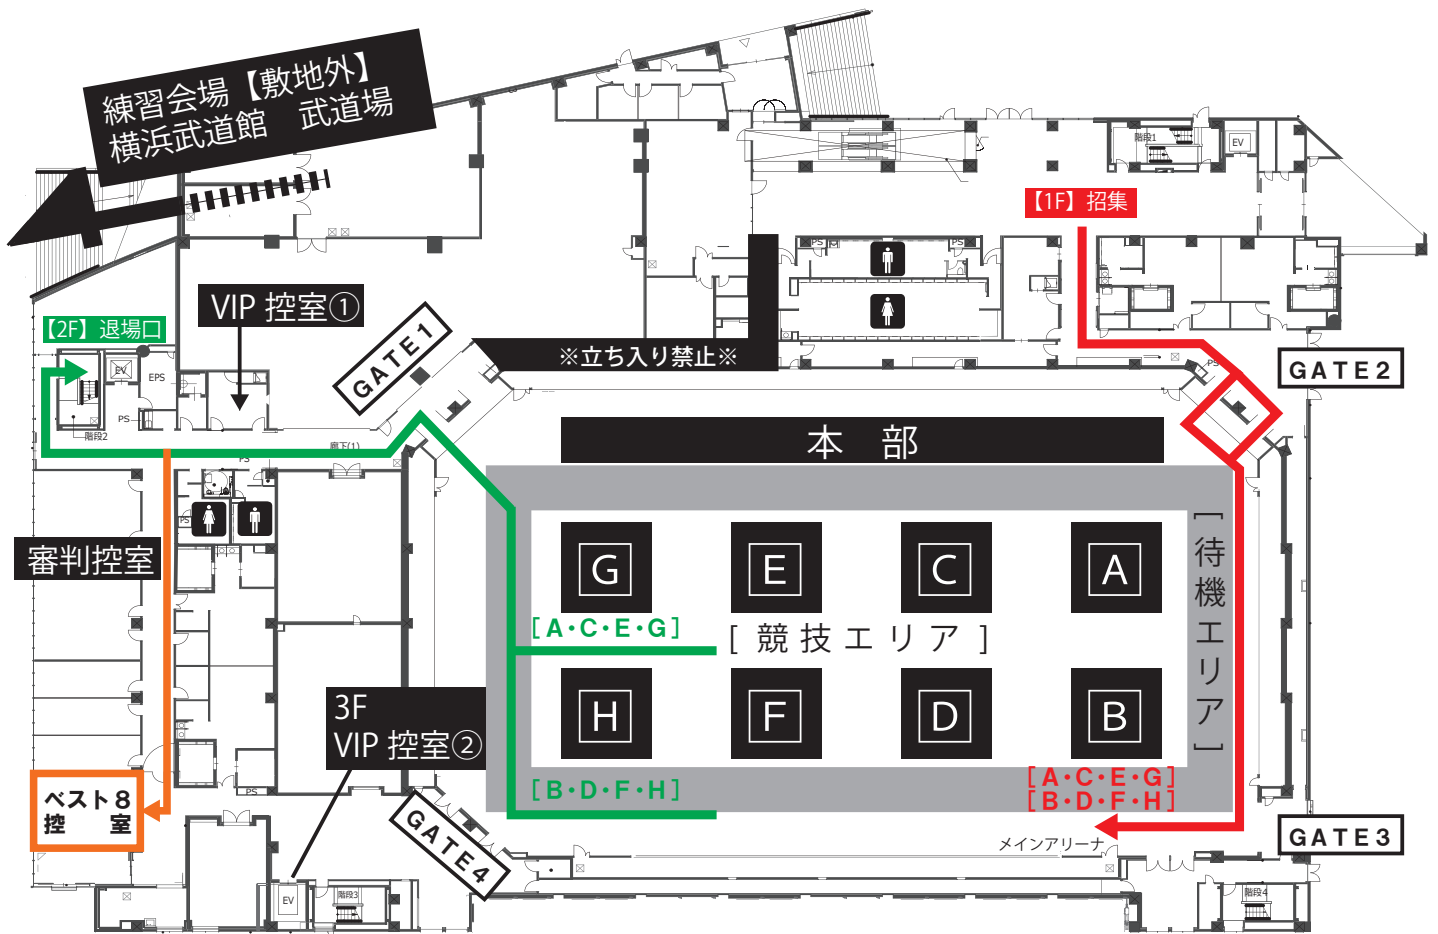 練習会場【敷地外】
横浜武道館　武道場
階段1
EV
【1F】招集
PS
PS
VIP 控室①
【2F】退場口
GATE1
※立ち入り禁止※
PS
GATE2
EV
EPS
PS
階段2
廊下(1)
PS
本　部
PS
[待機エリア]
審判控室
G
E
C
A
[A・C・E・G]
[競技エリア]
H
F
D
B
3F
VIP 控室②
[B・D・F・H]
[A・C・E・G]
[B・D・F・H]
ベスト8
控　室
PS
GATE4
メインアリーナ
GATE3
EV
階段3
階段4